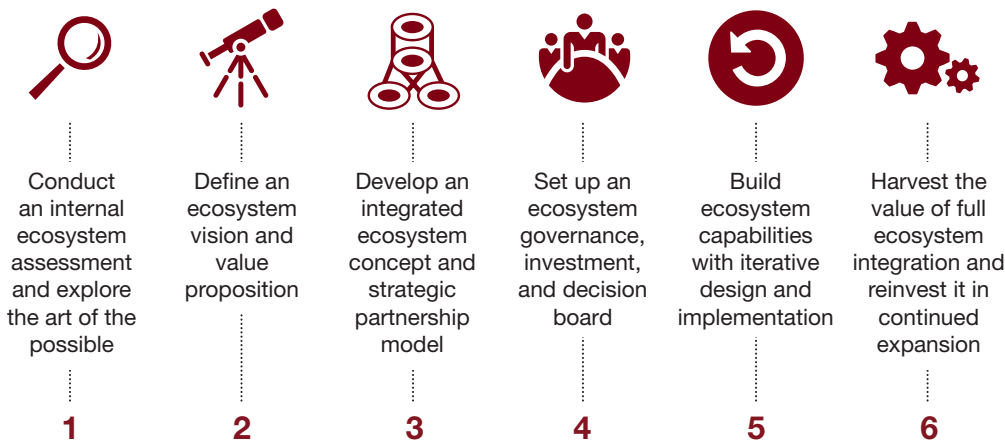 Conduct
an internal
ecosystem
assessment
and explore
the art of the
possible
1
Define an
ecosystem
vision and
value
proposition
2
Develop an
integrated
ecosystem
concept and
strategic
partnership
model
3
Set up an
ecosystem
governance,
investment,
and decision
board
4
Build
ecosystem
capabilities
with iterative
design and
implementation
5
Harvest the
value of full
ecosystem
integration and
reinvest it in
continued
expansion
6